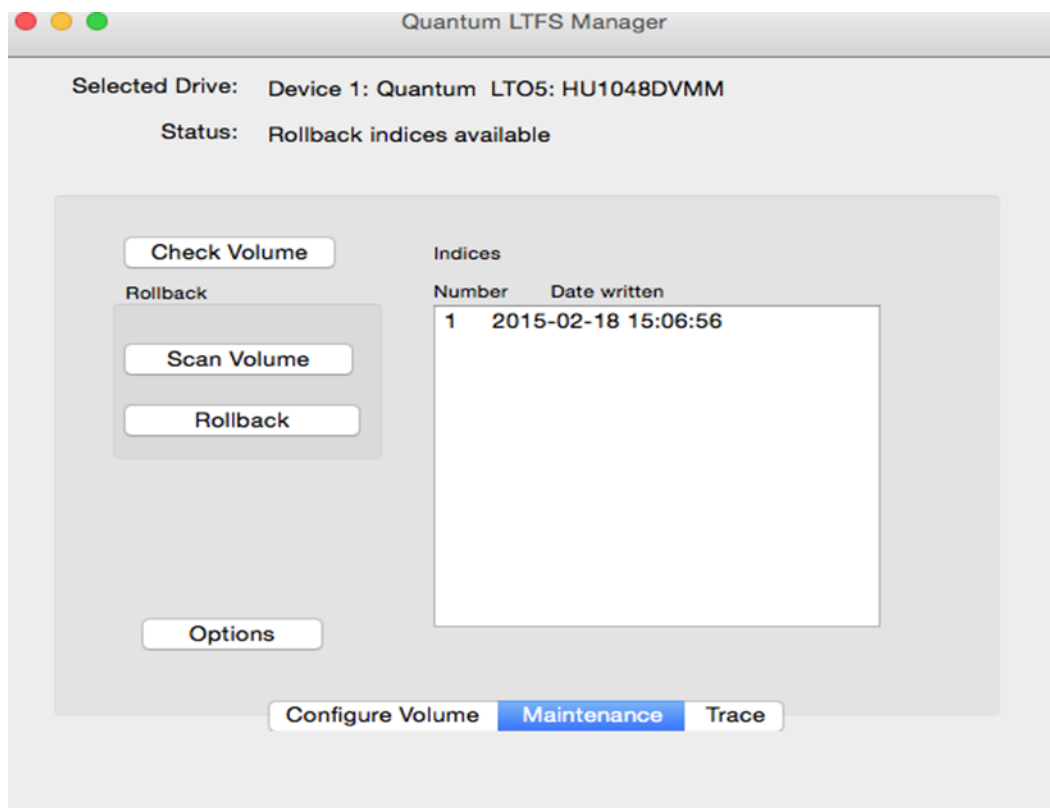 Quantum LTFS Manager
Selected Drive: Device 1: Quantum LTO5: HU1048DVMM
Status: Rollback indices available
Check Volume
Indices
Rollback
Number Date written
1 2015-02-18 15:06:56
Scan Volume
Rollback
Options
Configure Volume Maintenance Trace